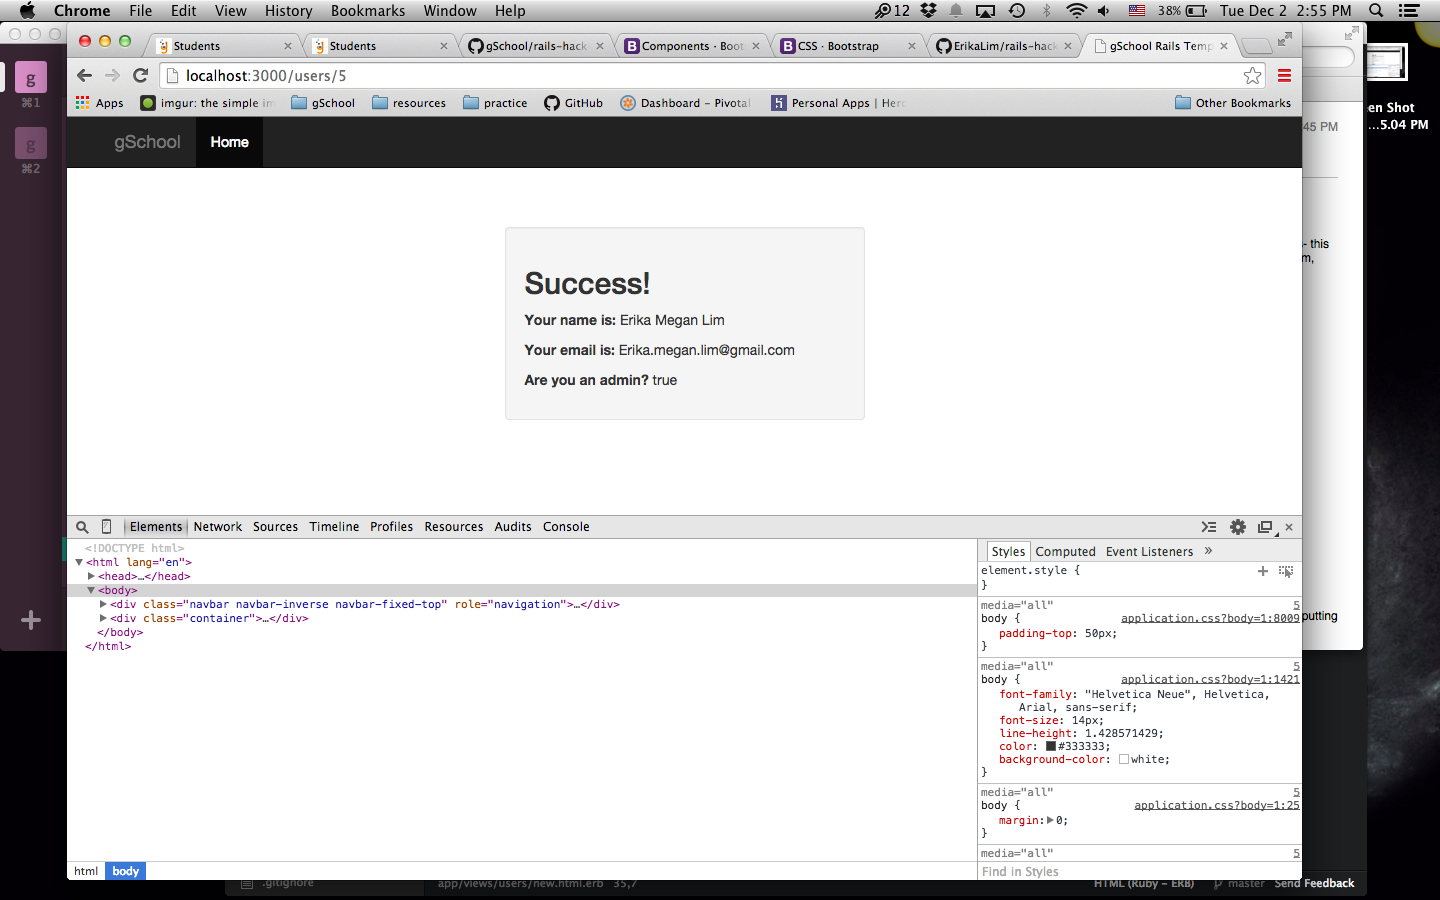 Chrome File Edit View History Bookmarks Window Help 12 38% Tue Dec 2 2:55 PM
Students Students gSchool/rails-hack Components · Boot CSS · Bootstrap ErikaLim/rails-hack gSchool Rails Temp
localhost:3000/users/5
Apps imgur: the simple im gSchool resources practice GitHub Dashboard – Pivotal Personal Apps | Her Other Bookmarks
g
⌘1
g
⌘2
en Shot
...5.04 PM
45 PM
gSchool Home
- this
m,
Success!
Your name is: Erika Megan Lim
Your email is: Erika.megan.lim@gmail.com
Are you an admin? true
Elements Network Sources Timeline Profiles Resources Audits Console
<!DOCTYPE html>
<html lang="en">
<head>…</head>
<body>
<div class="navbar navbar-inverse navbar-fixed-top" role="navigation">…</div>
<div class="container">…</div>
</body>
</html>
Styles Computed Event Listeners »
element.style {
}
media="all" 5
body { application.css?body=1:8009
padding-top: 50px;
}
media="all" 5
body { application.css?body=1:1421
font-family: "Helvetica Neue", Helvetica,
Arial, sans-serif;
font-size: 14px;
line-height: 1.428571429;
color: #333333;
background-color: white;
}
media="all" 5
body { application.css?body=1:25
margin: 0;
}
media="all" 5
Find in Styles
putting
html body
.gitignore app/views/users/new.html.erb 35,7 HTML (Ruby – ERB) master Send Feedback